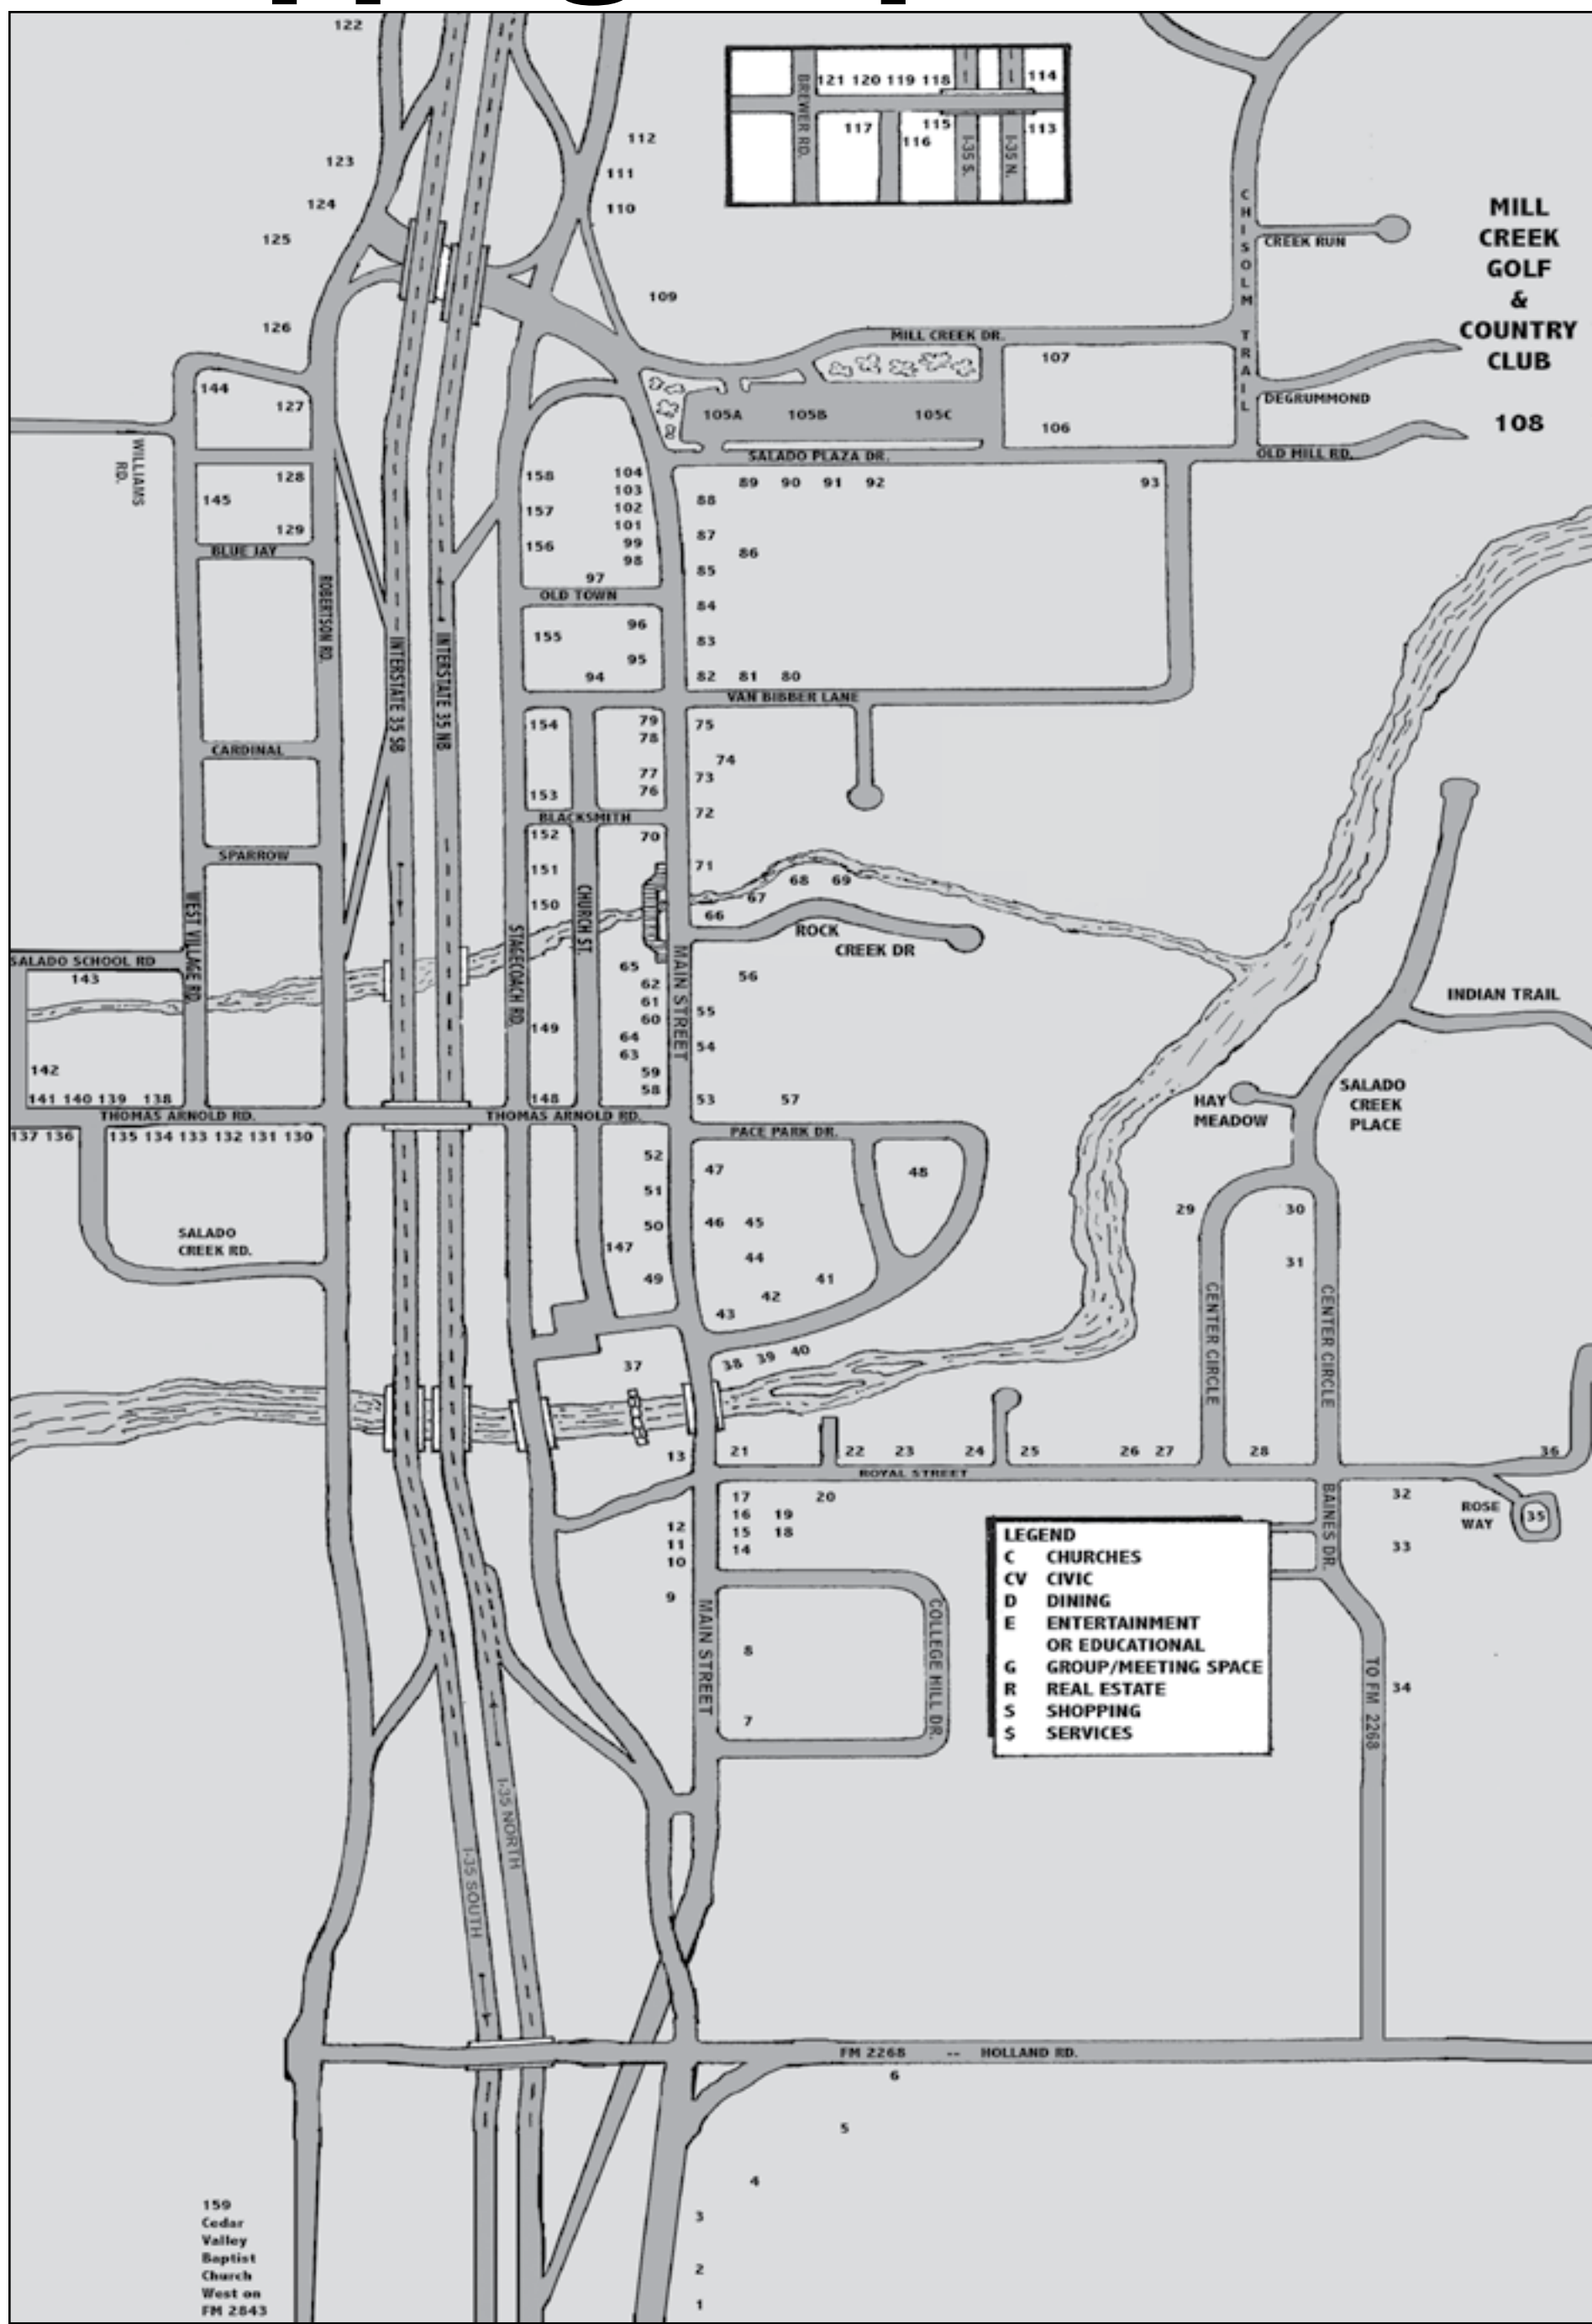 122
BREWER RD.
121 120 119 118
114
117
115
116
113
I-35 S.
I-35 N.
112
123
111
124
110
125
CHISOLM TRAIL
CREEK RUN
MILL
CREEK
GOLF
&
COUNTRY
CLUB
108
109
126
MILL CREEK DR.
107
144
127
DEGRUMMOND
105A
105B
105C
106
WILLIAMS
RD.
SALADO PLAZA DR.
OLD MILL RD.
128
158
104
89 90 91 92
93
145
103
88
157
102
129
101
87
156
99
86
BLUE JAY
98
85
97
ROBERTSON RD.
OLD TOWN
84
96
155
83
INTERSTATE 35 SB
INTERSTATE 35 NB
95
94
82 81 80
VAN BIBBER LANE
154
79
75
78
CARDINAL
74
77
73
153
76
72
BLACKSMITH
152
70
SPARROW
151
71
68 69
WEST VILLAGE RD.
150
CHURCH ST.
67
66
STAGECOACH RD.
ROCK
CREEK DR
MAIN STREET
SALADO SCHOOL RD
143
65
56
62
61
60
55
INDIAN TRAIL
149
64
54
63
142
59
58
141 140 139 138
148
53
57
HAY
MEADOW
SALADO
CREEK
PLACE
THOMAS ARNOLD RD.
THOMAS ARNOLD RD.
137 136
135 134 133 132 131 130
PACE PARK DR.
52
47
48
51
29
30
50
46 45
SALADO
CREEK RD.
147
44
31
49
41
42
CENTER CIRCLE
CENTER CIRCLE
43
37
38 39 40
13
21
22 23 24 25 26 27 28
36
ROYAL STREET
17
20
BAINES DR.
32
ROSE
WAY
35
16 19
12
15 18
11
14
33
10
LEGEND
C CHURCHES
CV CIVIC
D DINING
E ENTERTAINMENT
OR EDUCATIONAL
G GROUP/MEETING SPACE
R REAL ESTATE
S SHOPPING
$ SERVICES
9
MAIN STREET
COLLEGE HILL DR.
8
7
TO FM 2268
34
I-35 NORTH
I-35 SOUTH
FM 2268 -- HOLLAND RD.
6
5
4
3
2
1
159
Cedar
Valley
Baptist
Church
West on
FM 2843